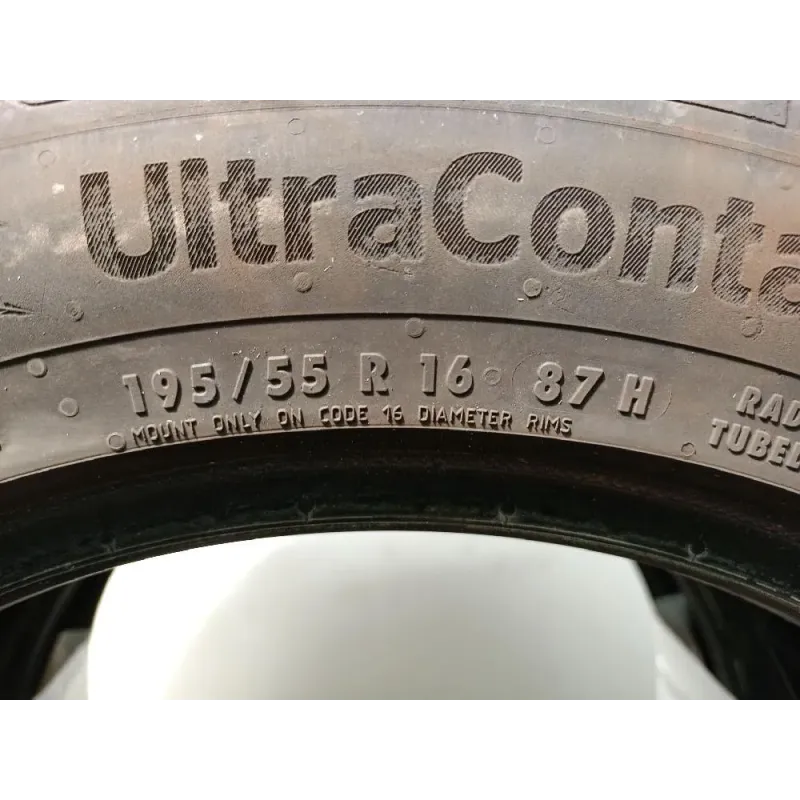 UltraConta
195/55 R 16 87 H
MOUNT ONLY ON CODE 16 DIAMETER RIMS
RAD
TUBEL